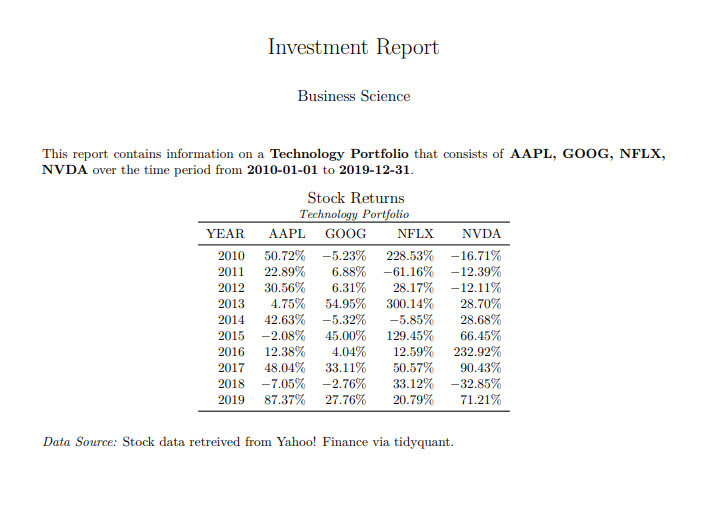 Investment Report
Business Science
This report contains information on a Technology Portfolio that consists of AAPL, GOOG, NFLX,
NVDA over the time period from 2010-01-01 to 2019-12-31.
Stock Returns
Technology Portfolio
YEAR AAPL GOOG NFLX NVDA
2010 50.72% −5.23% 228.53% −16.71%
2011 22.89% 6.88% −61.16% −12.39%
2012 30.56% 6.31% 28.17% −12.11%
2013 4.75% 54.95% 300.14% 28.70%
2014 42.63% −5.32% −5.85% 28.68%
2015 −2.08% 45.00% 129.45% 66.45%
2016 12.38% 4.04% 12.59% 232.92%
2017 48.04% 33.11% 50.57% 90.43%
2018 −7.05% −2.76% 33.12% −32.85%
2019 87.37% 27.76% 20.79% 71.21%
Data Source: Stock data retreived from Yahoo! Finance via tidyquant.